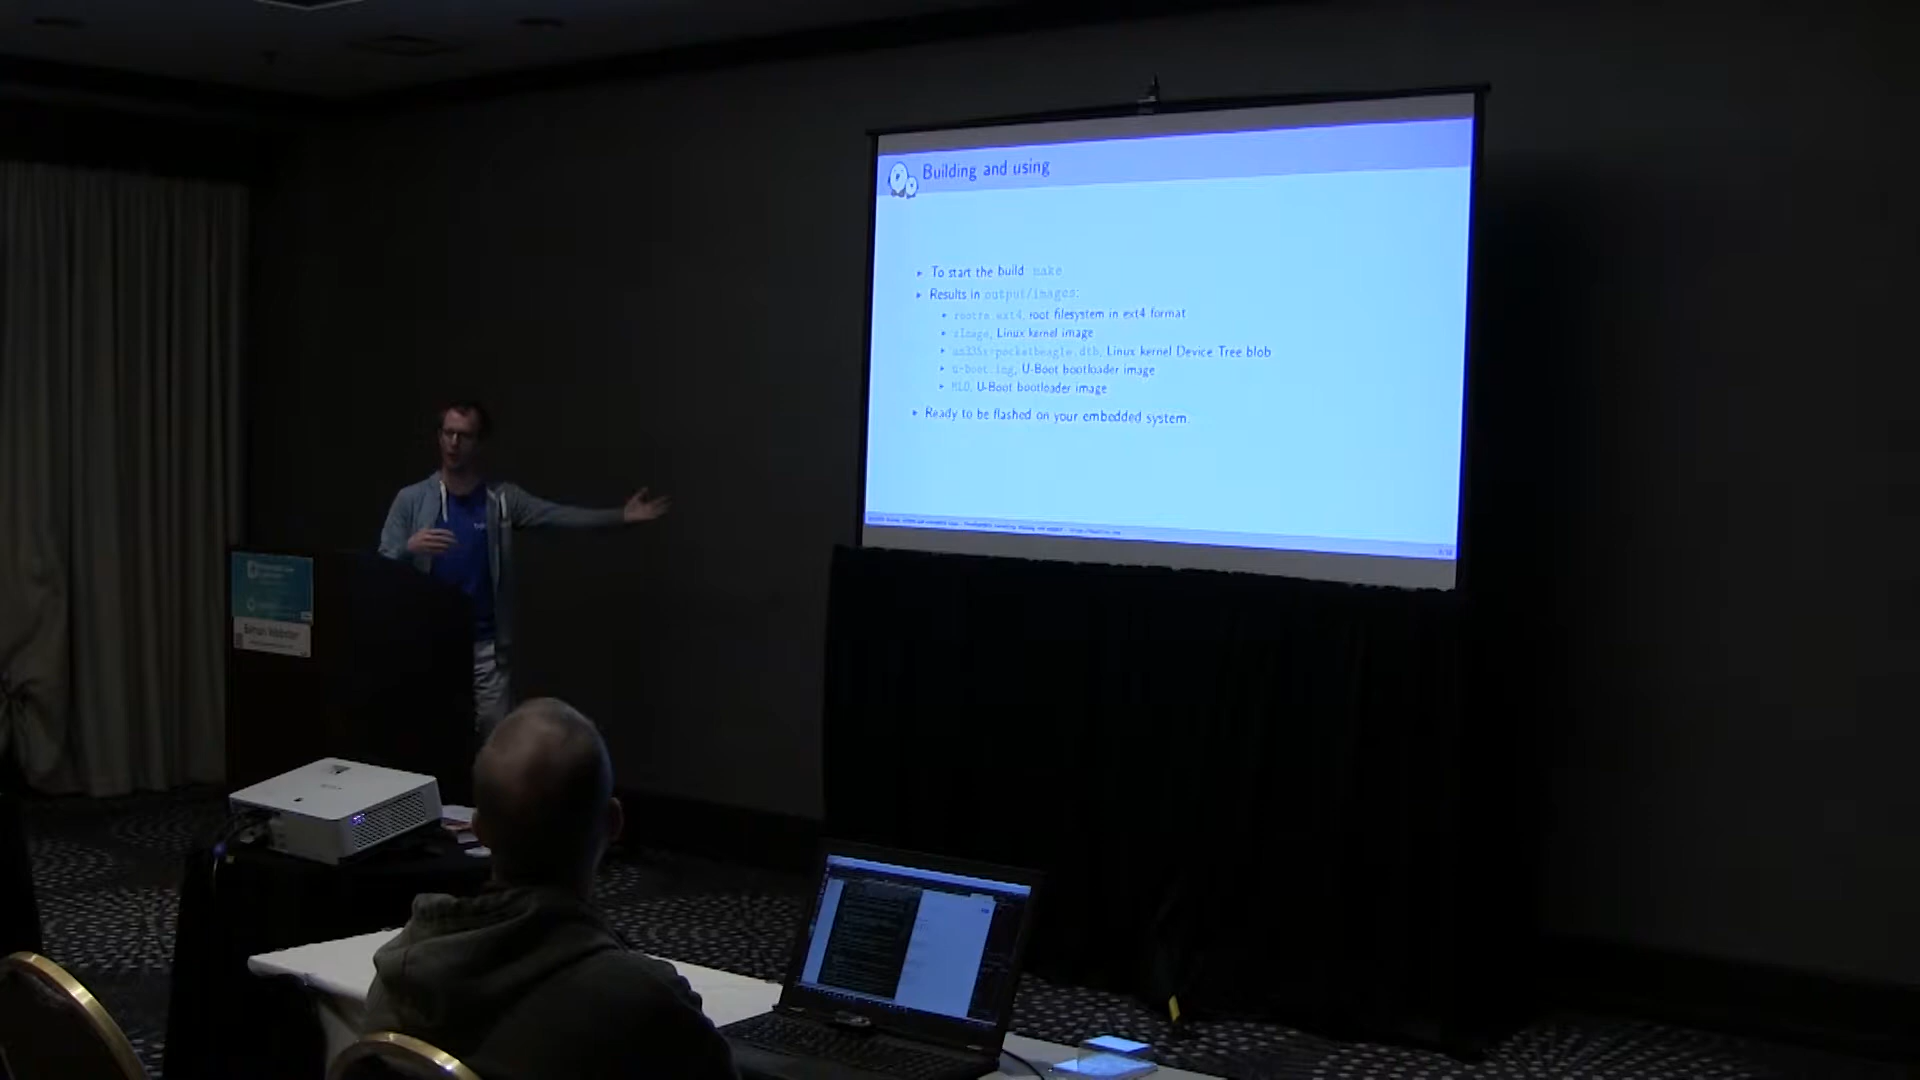 Building and using
To start the build: make
Results in output/images:
rootfs.ext4, root filesystem in ext4 format
zImage, Linux kernel image
am335x-pocketbeagle.dtb, Linux kernel Device Tree blob
u-boot.img, U-Boot bootloader image
MLO, U-Boot bootloader image
Ready to be flashed on your embedded system.
Behan Webster